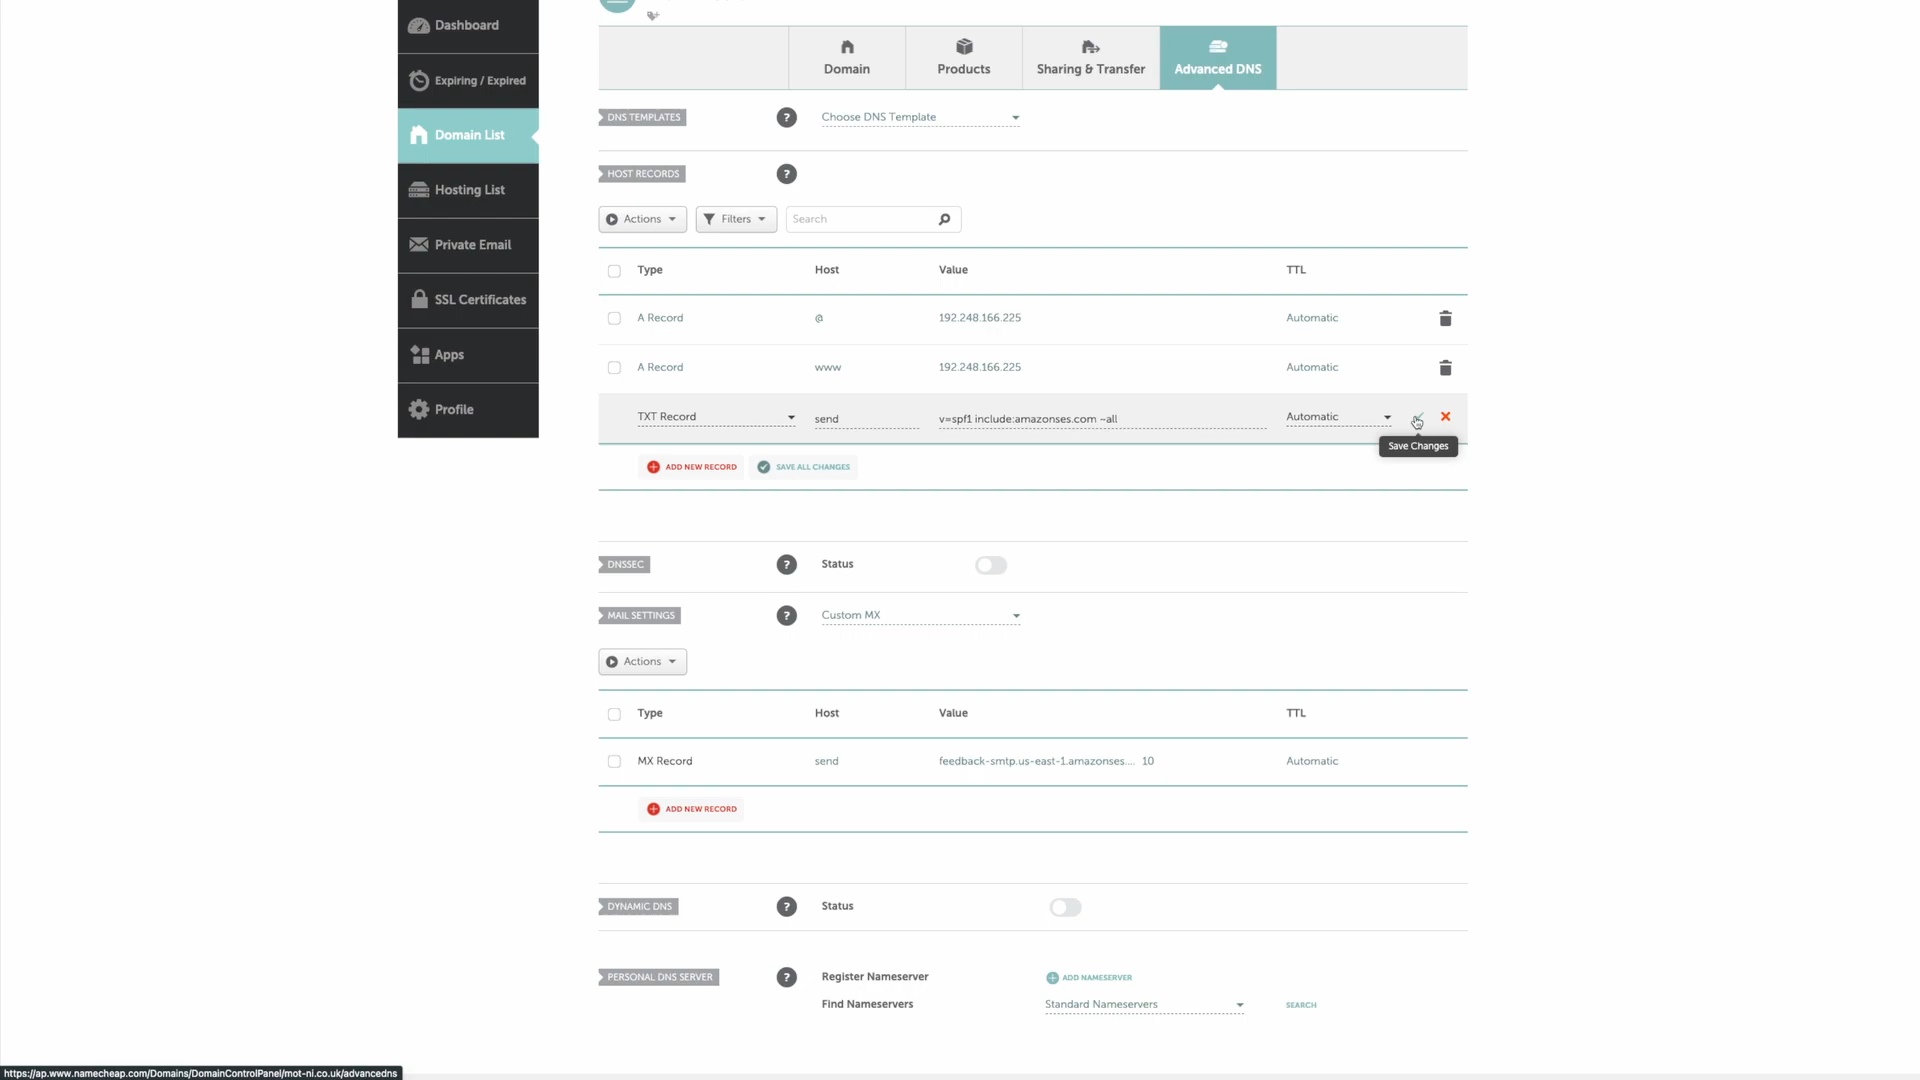 Dashboard
Expiring / Expired
Domain List
Hosting List
Private Email
SSL Certificates
Apps
Profile
Domain
Products
Sharing & Transfer
Advanced DNS
DNS TEMPLATES
?
Choose DNS Template
HOST RECORDS
?
Actions
Filters
Search
Type Host Value TTL
A Record @ 192.248.166.225 Automatic
A Record www 192.248.166.225 Automatic
TXT Record send v=spf1 include:amazonses.com ~all Automatic
Save Changes
ADD NEW RECORD
SAVE ALL CHANGES
DNSSEC
?
Status
MAIL SETTINGS
?
Custom MX
Actions
Type Host Value TTL
MX Record send feedback-smtp.us-east-1.amazonses.... 10 Automatic
ADD NEW RECORD
DYNAMIC DNS
?
Status
PERSONAL DNS SERVER
?
Register Nameserver
ADD NAMESERVER
Find Nameservers
Standard Nameservers
SEARCH
https://ap.www.namecheap.com/Domains/DomainControlPanel/mot-ni.co.uk/advancedns